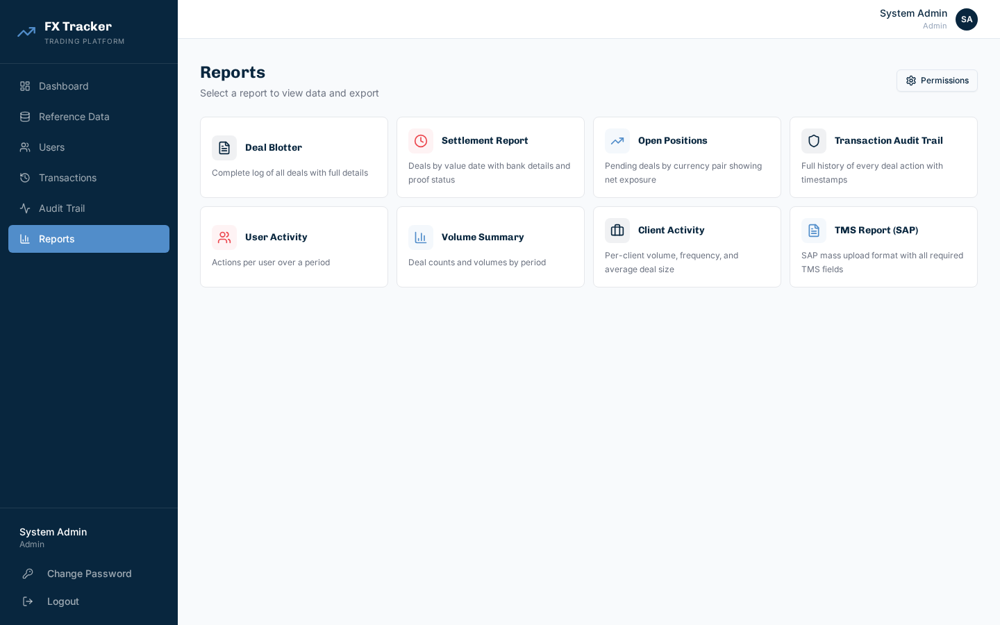 FX Tracker
TRADING PLATFORM
Dashboard
Reference Data
Users
Transactions
Audit Trail
Reports
System Admin
Admin
Change Password
Logout
System Admin
Admin
SA
Reports
Select a report to view data and export
Permissions
Deal Blotter
Complete log of all deals with full details
Settlement Report
Deals by value date with bank details and
proof status
Open Positions
Pending deals by currency pair showing
net exposure
Transaction Audit Trail
Full history of every deal action with
timestamps
User Activity
Actions per user over a period
Volume Summary
Deal counts and volumes by period
Client Activity
Per-client volume, frequency, and
average deal size
TMS Report (SAP)
SAP mass upload format with all required
TMS fields